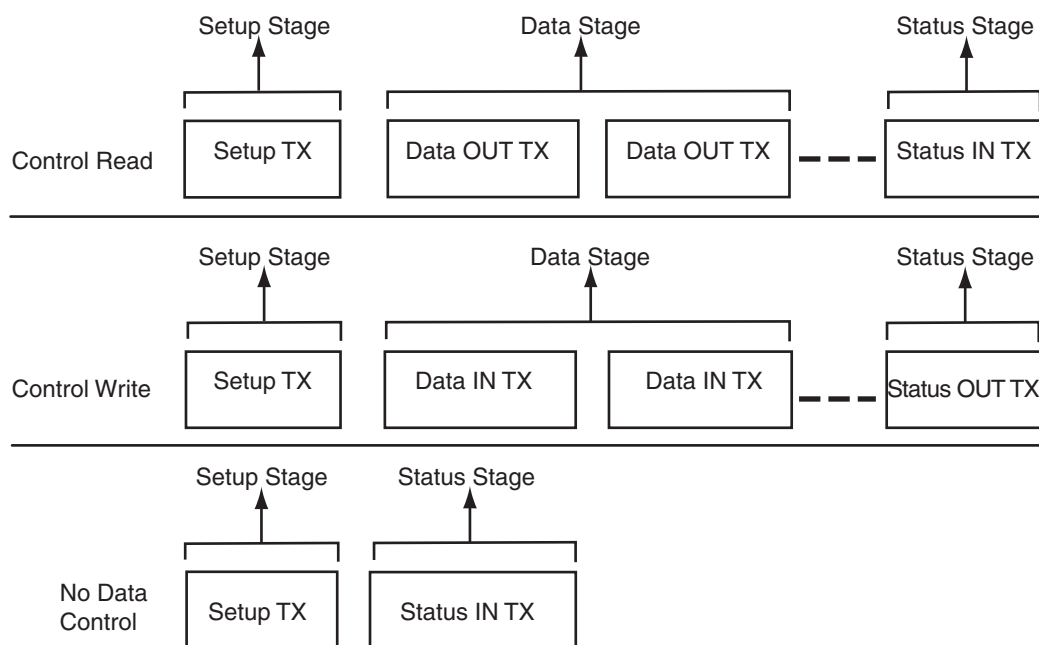 Setup Stage Data Stage Status Stage
Control Read Setup TX Data OUT TX Data OUT TX Status IN TX
Setup Stage Data Stage Status Stage
Control Write Setup TX Data IN TX Data IN TX Status OUT TX
Setup Stage Status Stage
No Data
Control
Setup TX Status IN TX